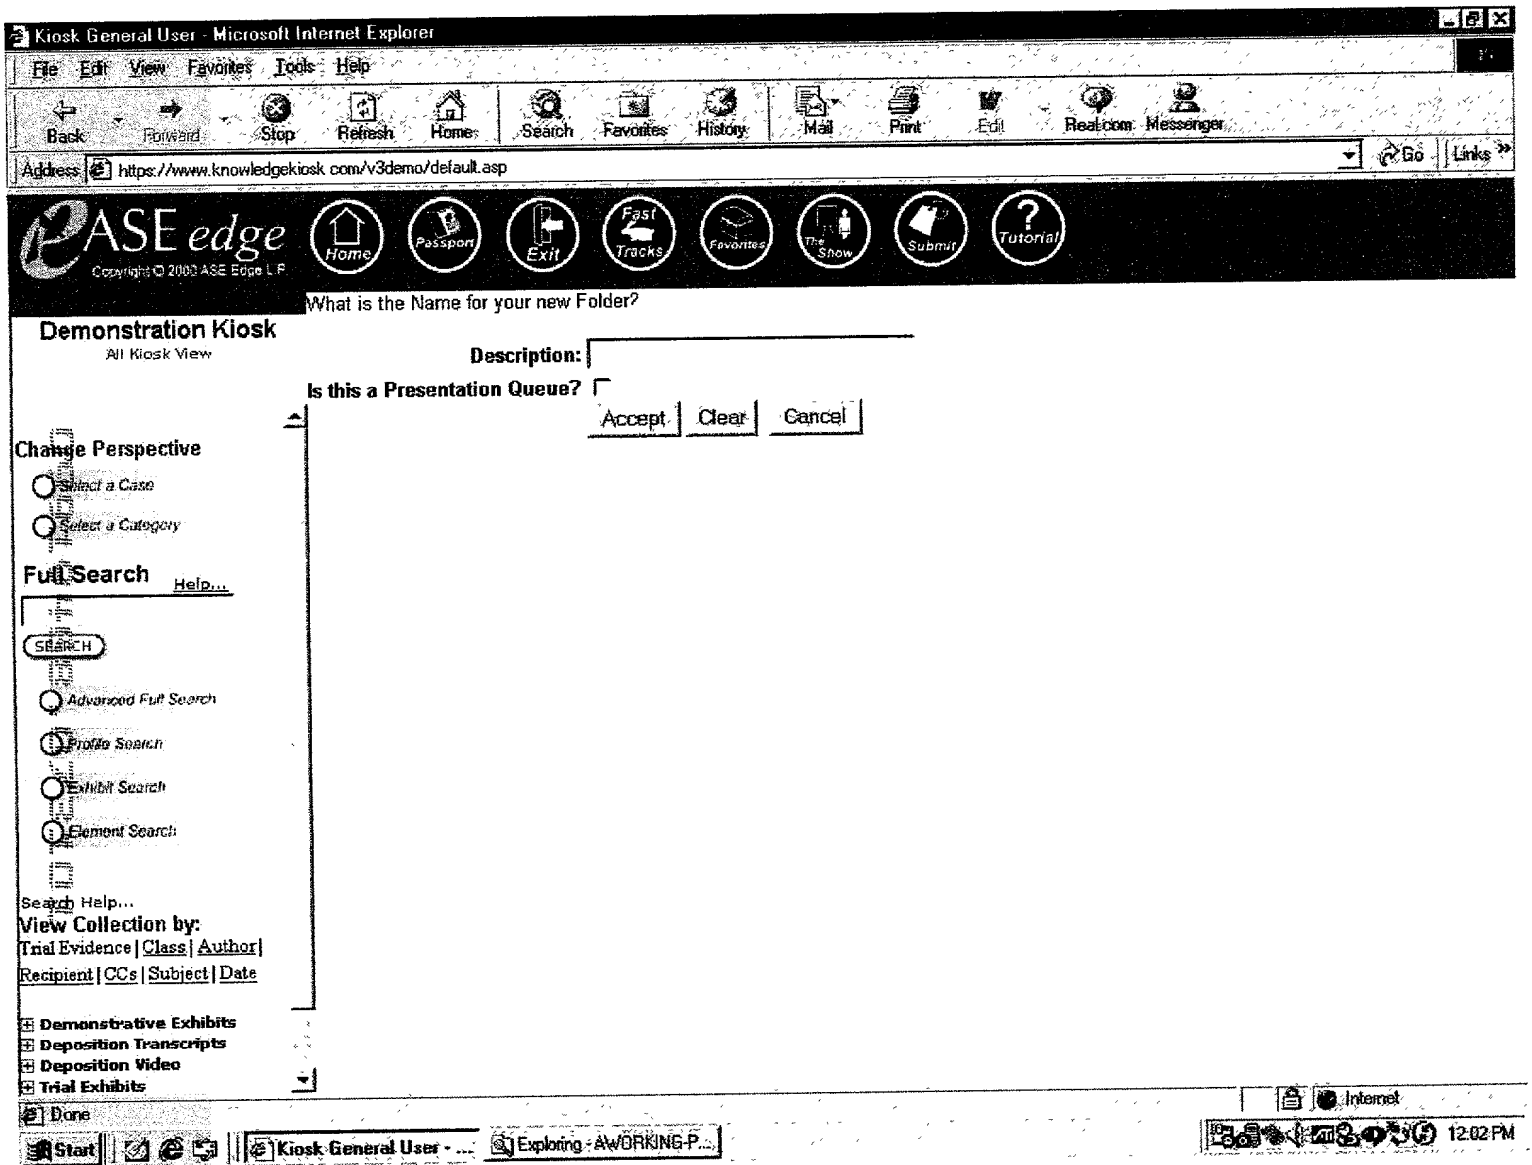 Kiosk General User - Microsoft Internet Explorer
File Edit View Favorites Tools Help
Back Forward Stop Refresh Home Search Favorites History Mail Print Edit Real.com Messenger
Address https://www.knowledgekiosk.com/v3demo/default.asp Go Links »
ASE edge
Copyright © 2000 ASE Edge L.P.
Home Passport Exit Fast Tracks Favorites The Show Submit Tutorial
What is the Name for your new Folder?
Demonstration Kiosk
All Kiosk View
Description:
Is this a Presentation Queue?
Accept Clear Cancel
Change Perspective
Select a Case
Select a Category
Full Search Help...
SEARCH
Advanced Full Search
Profile Search
Exhibit Search
Element Search
Search Help...
View Collection by:
Trial Evidence | Class | Author |
Recipient | CCs | Subject | Date
Demonstrative Exhibits
Deposition Transcripts
Deposition Video
Trial Exhibits
Done Internet
Start Kiosk General User - ... Exploring - AWORKING-P... 12:02 PM